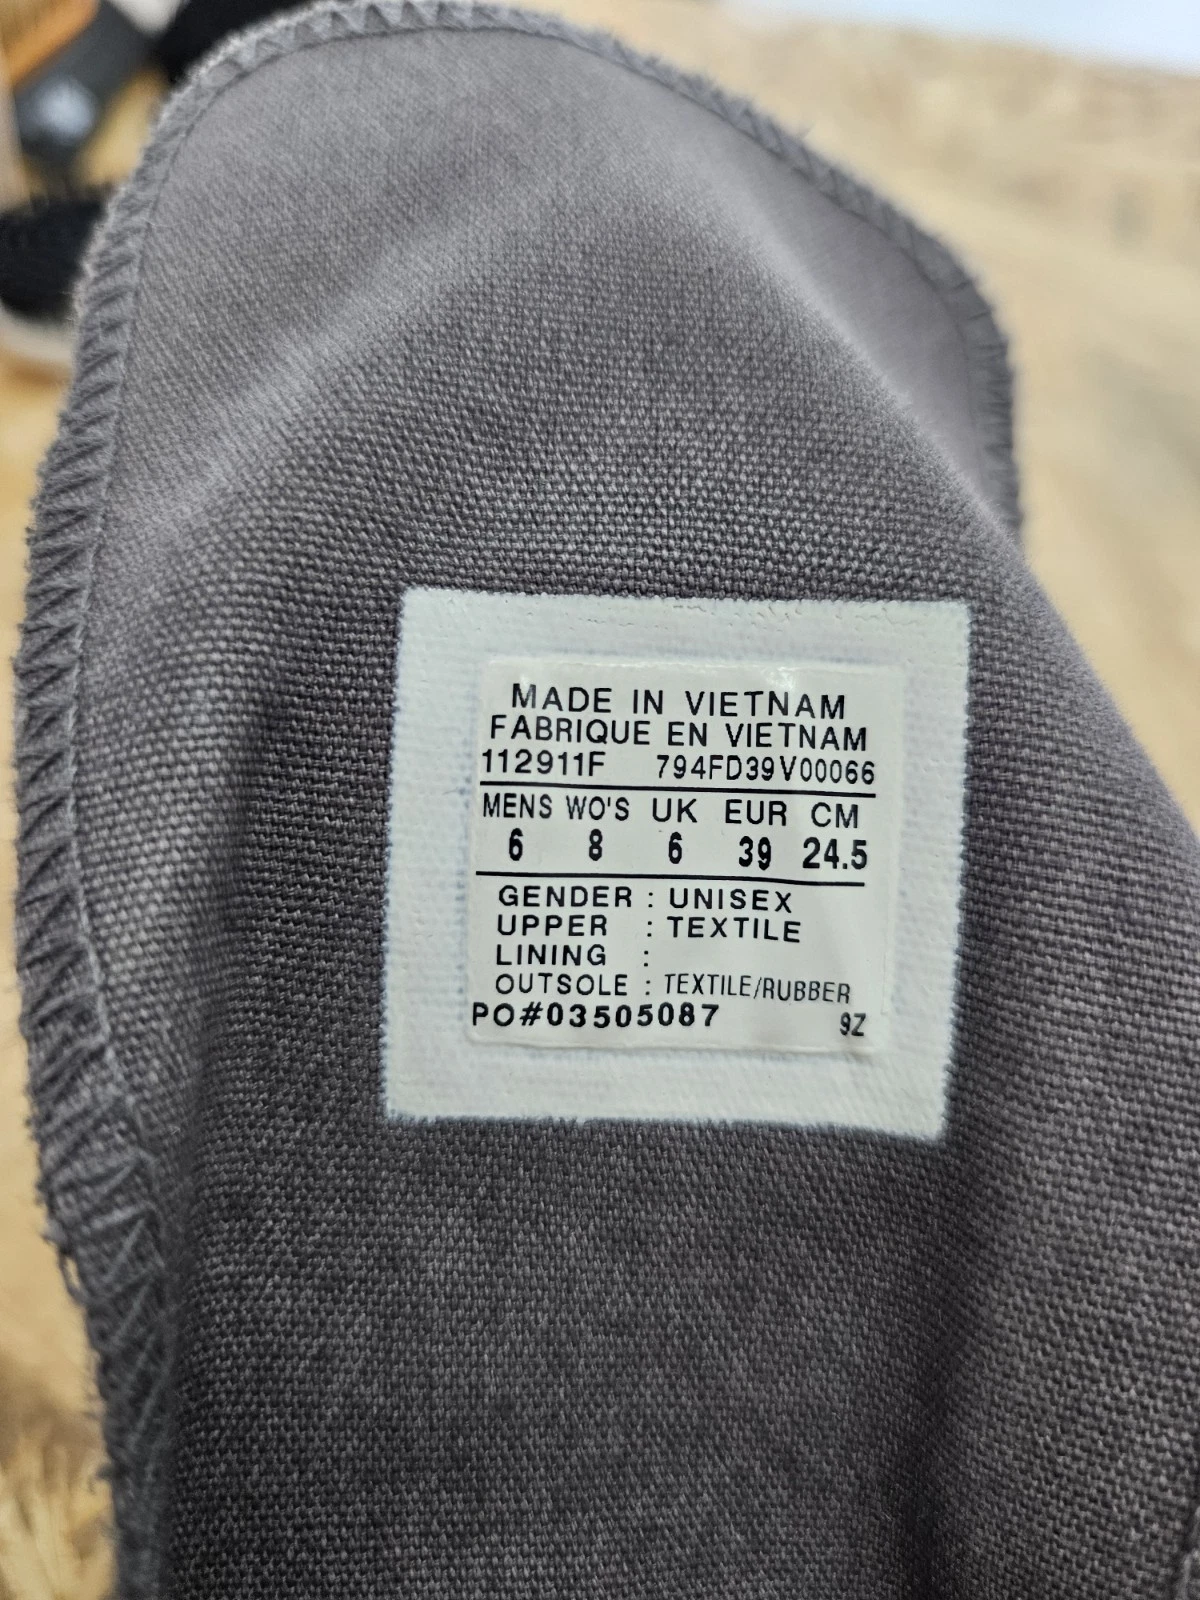 MADE IN VIETNAM
FABRIQUE EN VIETNAM
112911F 794FD39V00066
MENS WO'S UK EUR CM
6 8 6 39 24.5
GENDER : UNISEX
UPPER : TEXTILE
LINING :
OUTSOLE : TEXTILE/RUBBER
PO#03505087 9Z